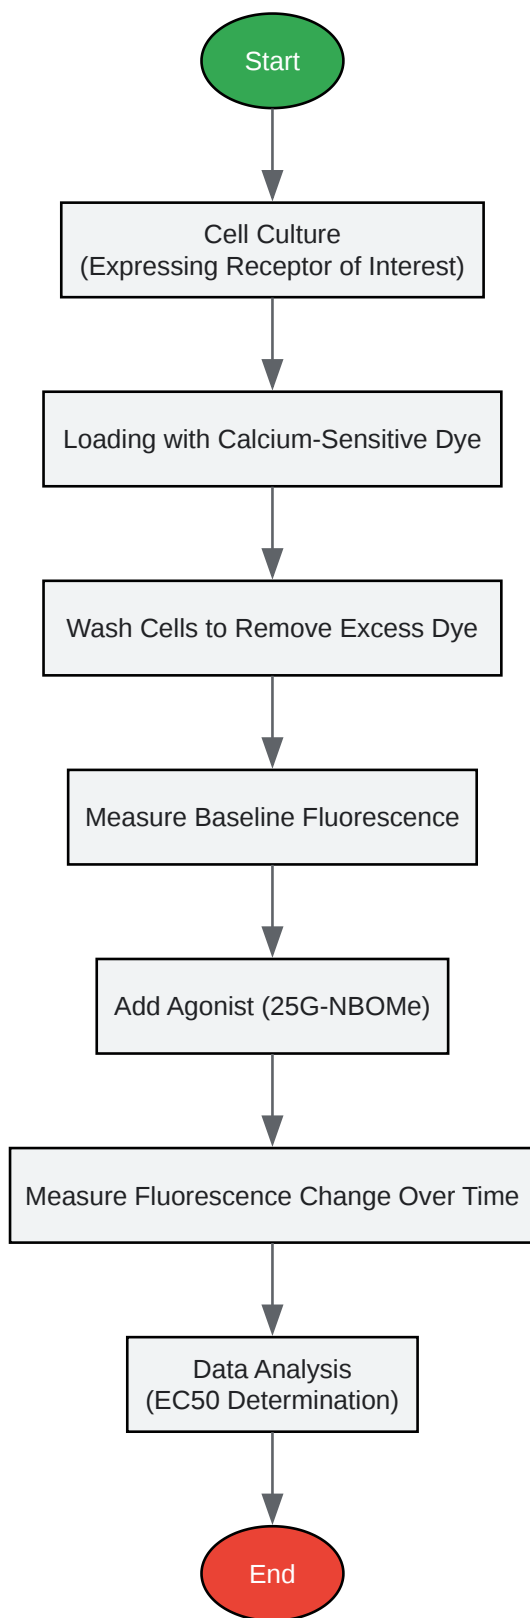 Start
Cell Culture
(Expressing Receptor of Interest)
Loading with Calcium-Sensitive Dye
Wash Cells to Remove Excess Dye
Measure Baseline Fluorescence
Add Agonist (25G-NBOMe)
Measure Fluorescence Change Over Time
Data Analysis
(EC50 Determination)
End